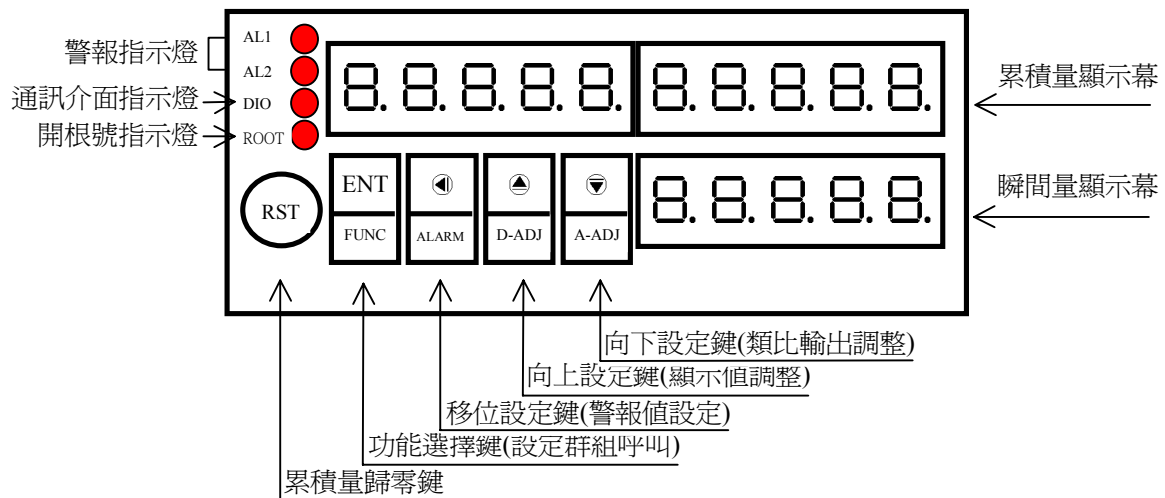 警報指示燈
通訊介面指示燈
開根號指示燈
AL1
AL2
DIO
ROOT
8.8.8.8.8. 8.8.8.8.8.
累積量顯示幕
RST
ENT
FUNC
ALARM
D-ADJ
A-ADJ
8.8.8.8.8.
瞬間量顯示幕
向下設定鍵(類比輸出調整)
向上設定鍵(顯示值調整)
移位設定鍵(警報值設定)
功能選擇鍵(設定群組呼叫)
累積量歸零鍵